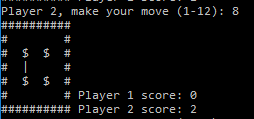 Player 2, make your move (1-12): 8
##########
#        #
#  $  $  #
#  |     #
#  $  $  #
#        # Player 1 score: 0
########## Player 2 score: 2